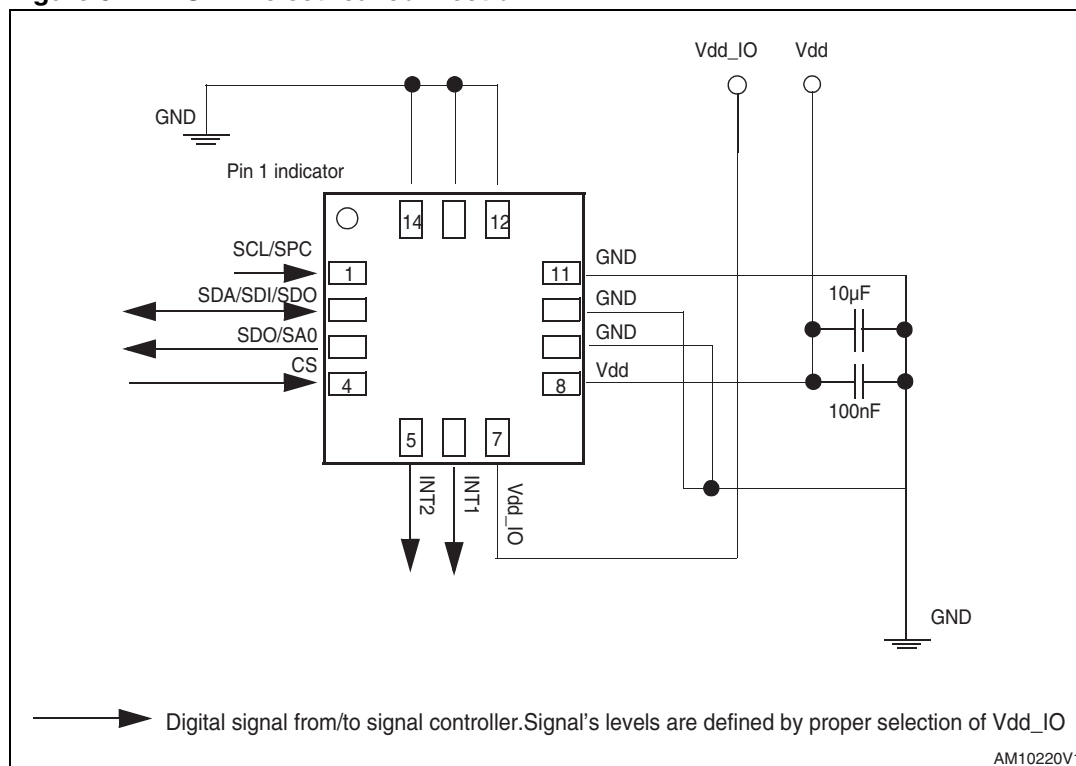 Vdd_IO Vdd
GND
Pin 1 indicator
14 12
SCL/SPC
1
11
GND
SDA/SDI/SDO
GND
10µF
SDO/SA0
GND
CS
4
8
Vdd
100nF
5 7
INT2
INT1
Vdd_IO
GND
Digital signal from/to signal controller.Signal's levels are defined by proper selection of Vdd_IO
AM10220V1